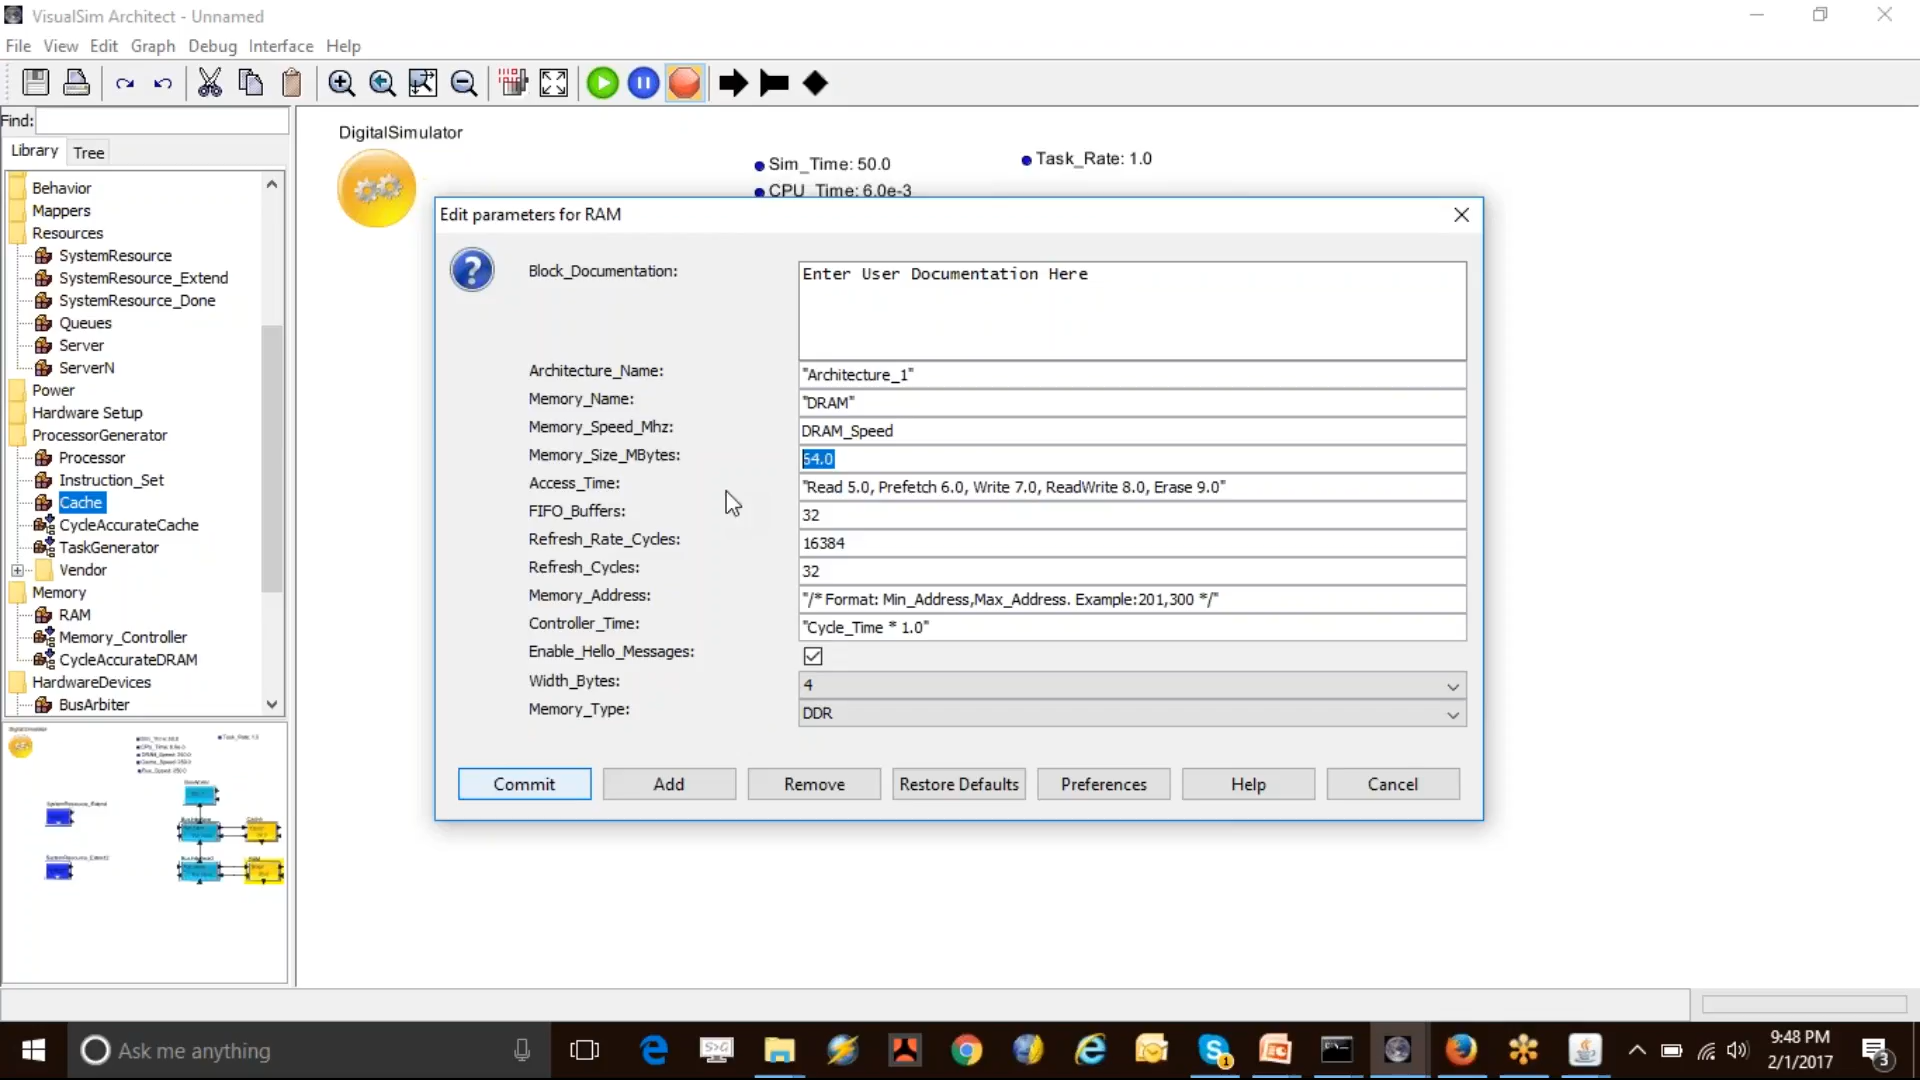 VisualSim Architect - Unnamed
File View Edit Graph Debug Interface Help
Find:
Library Tree
Behavior
Mappers
Resources
SystemResource
SystemResource_Extend
SystemResource_Done
Queues
Server
ServerN
Power
Hardware Setup
ProcessorGenerator
Processor
Instruction_Set
Cache
CycleAccurateCache
TaskGenerator
Vendor
Memory
RAM
Memory_Controller
CycleAccurateDRAM
HardwareDevices
BusArbiter
DigitalSimulator
Sim_Time: 50.0
CPU_Time: 6.0e-3
Task_Rate: 1.0
Edit parameters for RAM
Block_Documentation: Enter User Documentation Here
Architecture_Name: "Architecture_1"
Memory_Name: "DRAM"
Memory_Speed_Mhz: DRAM_Speed
Memory_Size_MBytes: 64.0
Access_Time: "Read 5.0, Prefetch 6.0, Write 7.0, ReadWrite 8.0, Erase 9.0"
FIFO_Buffers: 32
Refresh_Rate_Cycles: 16384
Refresh_Cycles: 32
Memory_Address: "/* Format: Min_Address,Max_Address. Example:201,300 */"
Controller_Time: "Cycle_Time * 1.0"
Enable_Hello_Messages:
Width_Bytes: 4
Memory_Type: DDR
Commit Add Remove Restore Defaults Preferences Help Cancel
Ask me anything
9:48 PM
2/1/2017
3